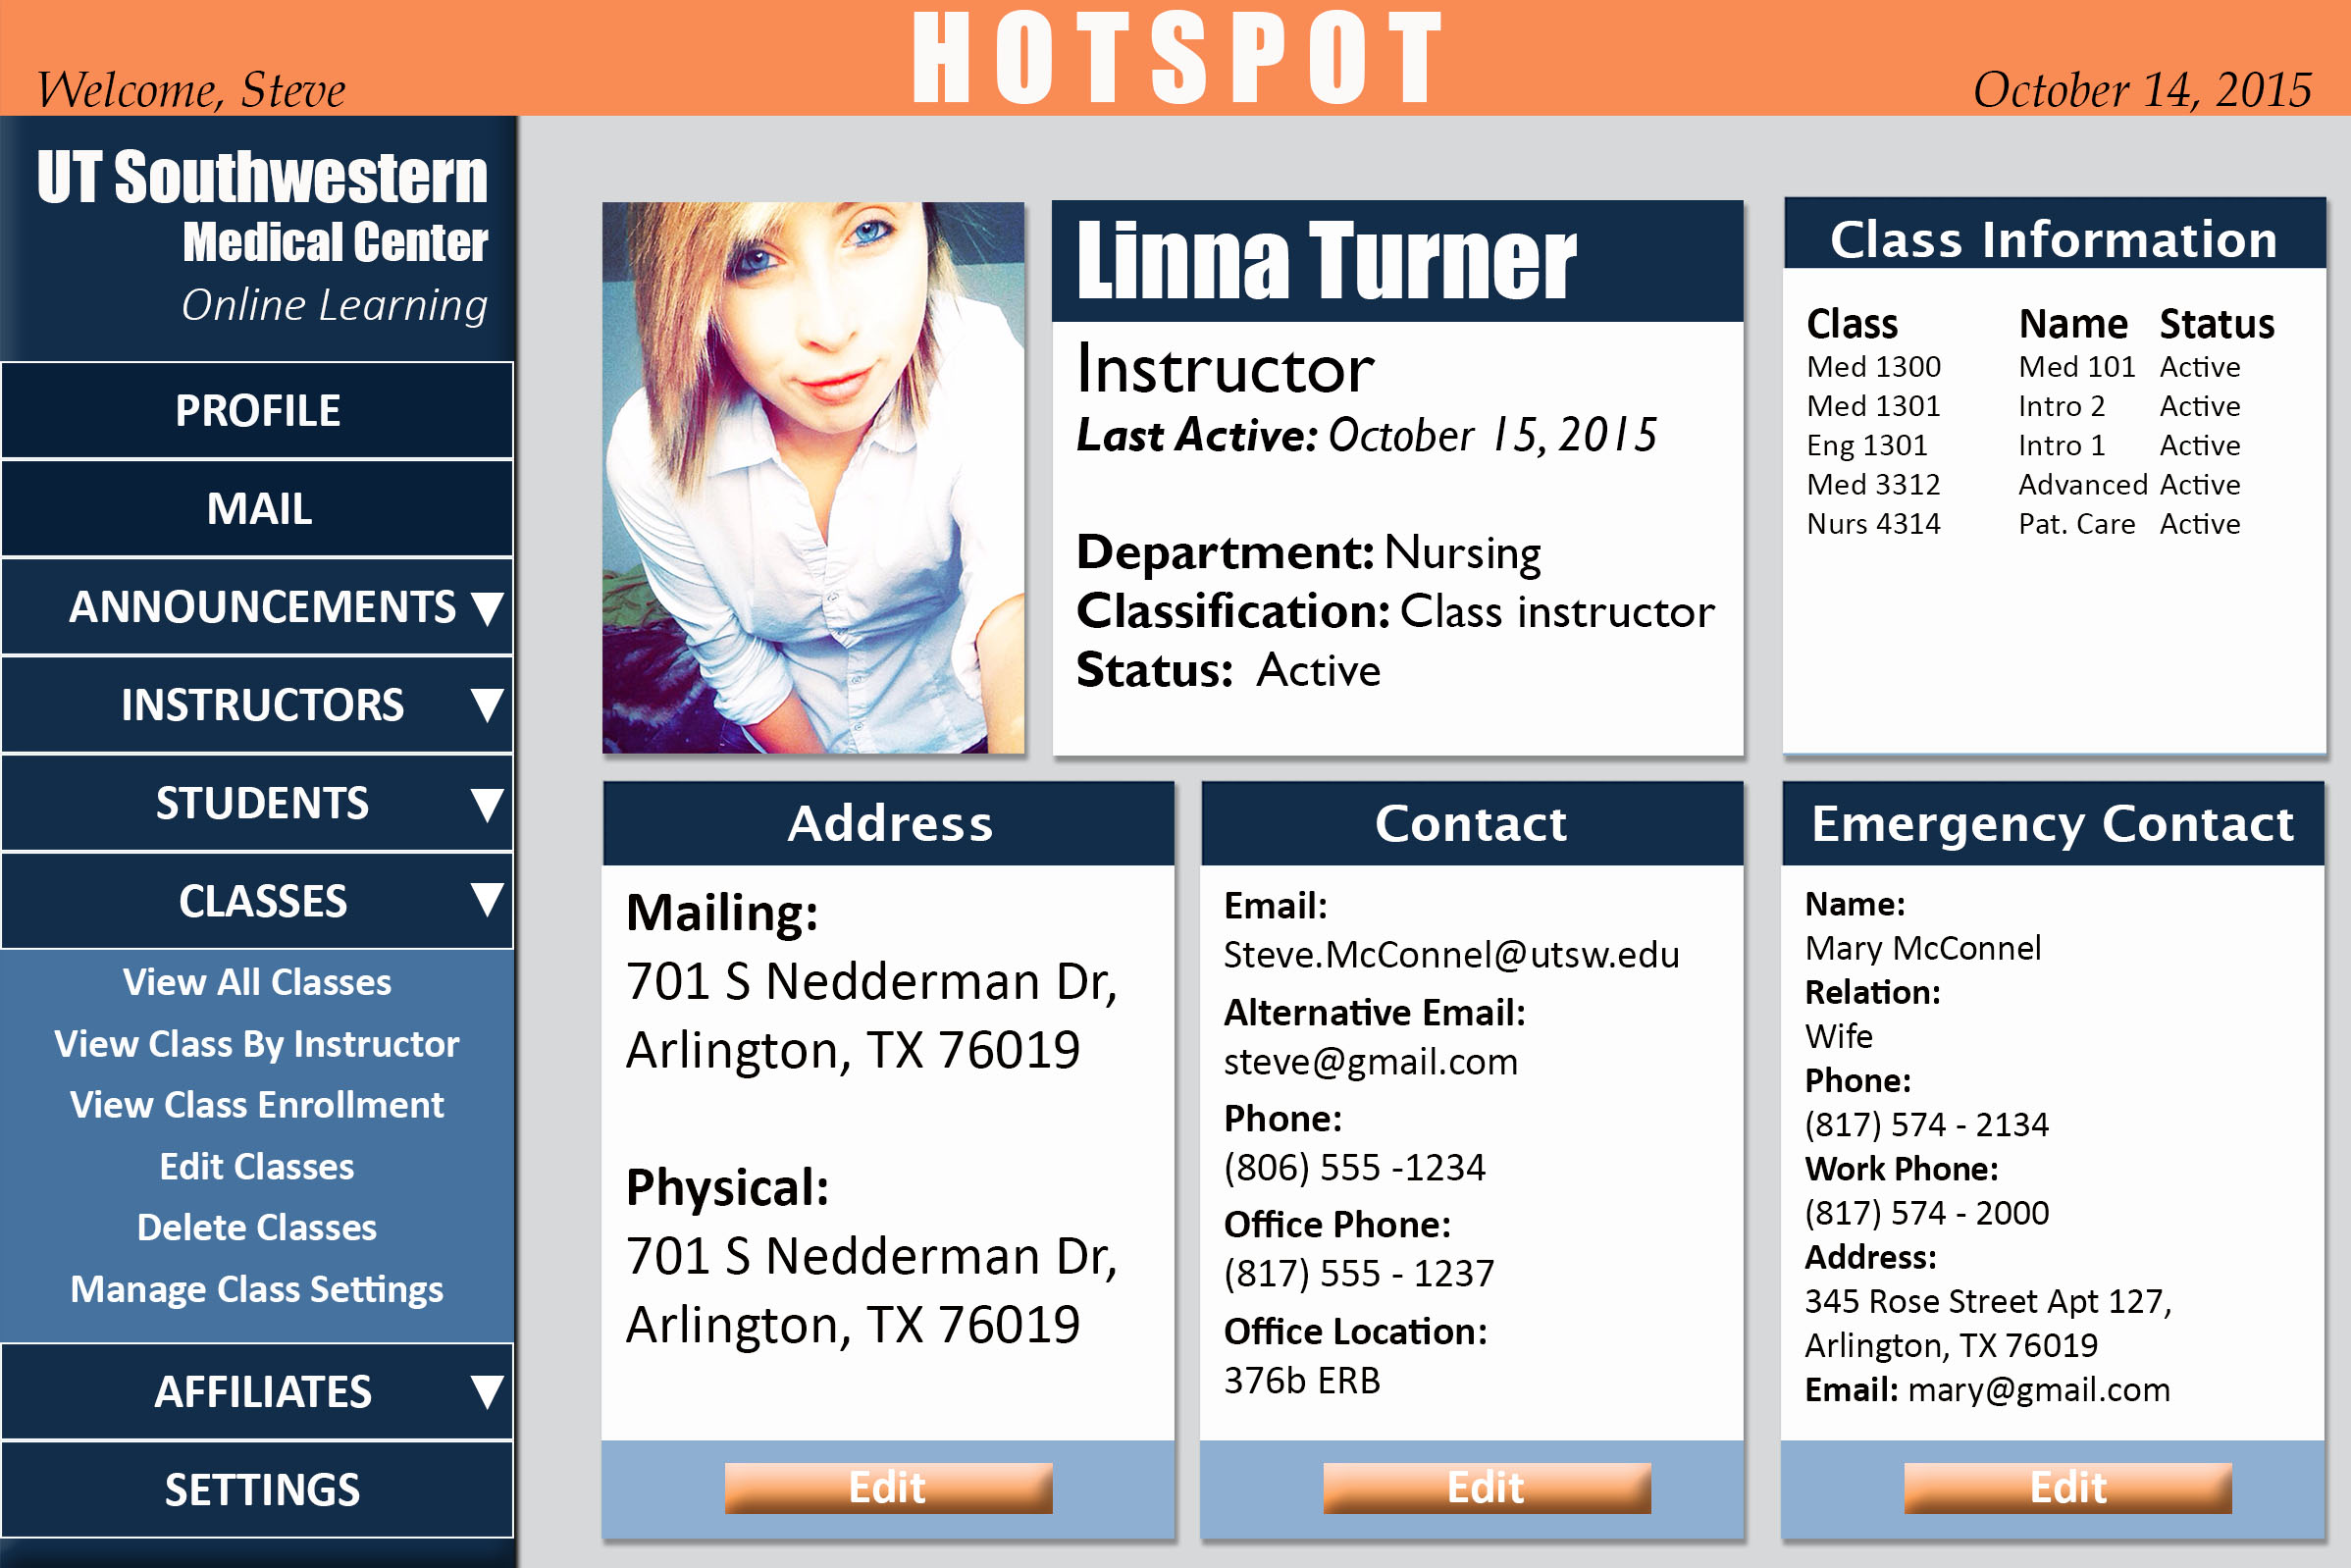 HOTSPOT
Welcome, Steve
October 14, 2015
UT Southwestern
Medical Center
Online Learning
PROFILE
MAIL
ANNOUNCEMENTS ▼
INSTRUCTORS ▼
STUDENTS ▼
CLASSES ▼
View All Classes
View Class By Instructor
View Class Enrollment
Edit Classes
Delete Classes
Manage Class Settings
AFFILIATES ▼
SETTINGS
Linna Turner
Instructor
Last Active: October 15, 2015
Department: Nursing
Classification: Class instructor
Status: Active
Class Information
Class Name Status
Med 1300 Med 101 Active
Med 1301 Intro 2 Active
Eng 1301 Intro 1 Active
Med 3312 Advanced Active
Nurs 4314 Pat. Care Active
Address
Mailing:
701 S Nedderman Dr,
Arlington, TX 76019
Physical:
701 S Nedderman Dr,
Arlington, TX 76019
Edit
Contact
Email:
Steve.McConnel@utsw.edu
Alternative Email:
steve@gmail.com
Phone:
(806) 555 -1234
Office Phone:
(817) 555 - 1237
Office Location:
376b ERB
Edit
Emergency Contact
Name:
Mary McConnel
Relation:
Wife
Phone:
(817) 574 - 2134
Work Phone:
(817) 574 - 2000
Address:
345 Rose Street Apt 127,
Arlington, TX 76019
Email: mary@gmail.com
Edit